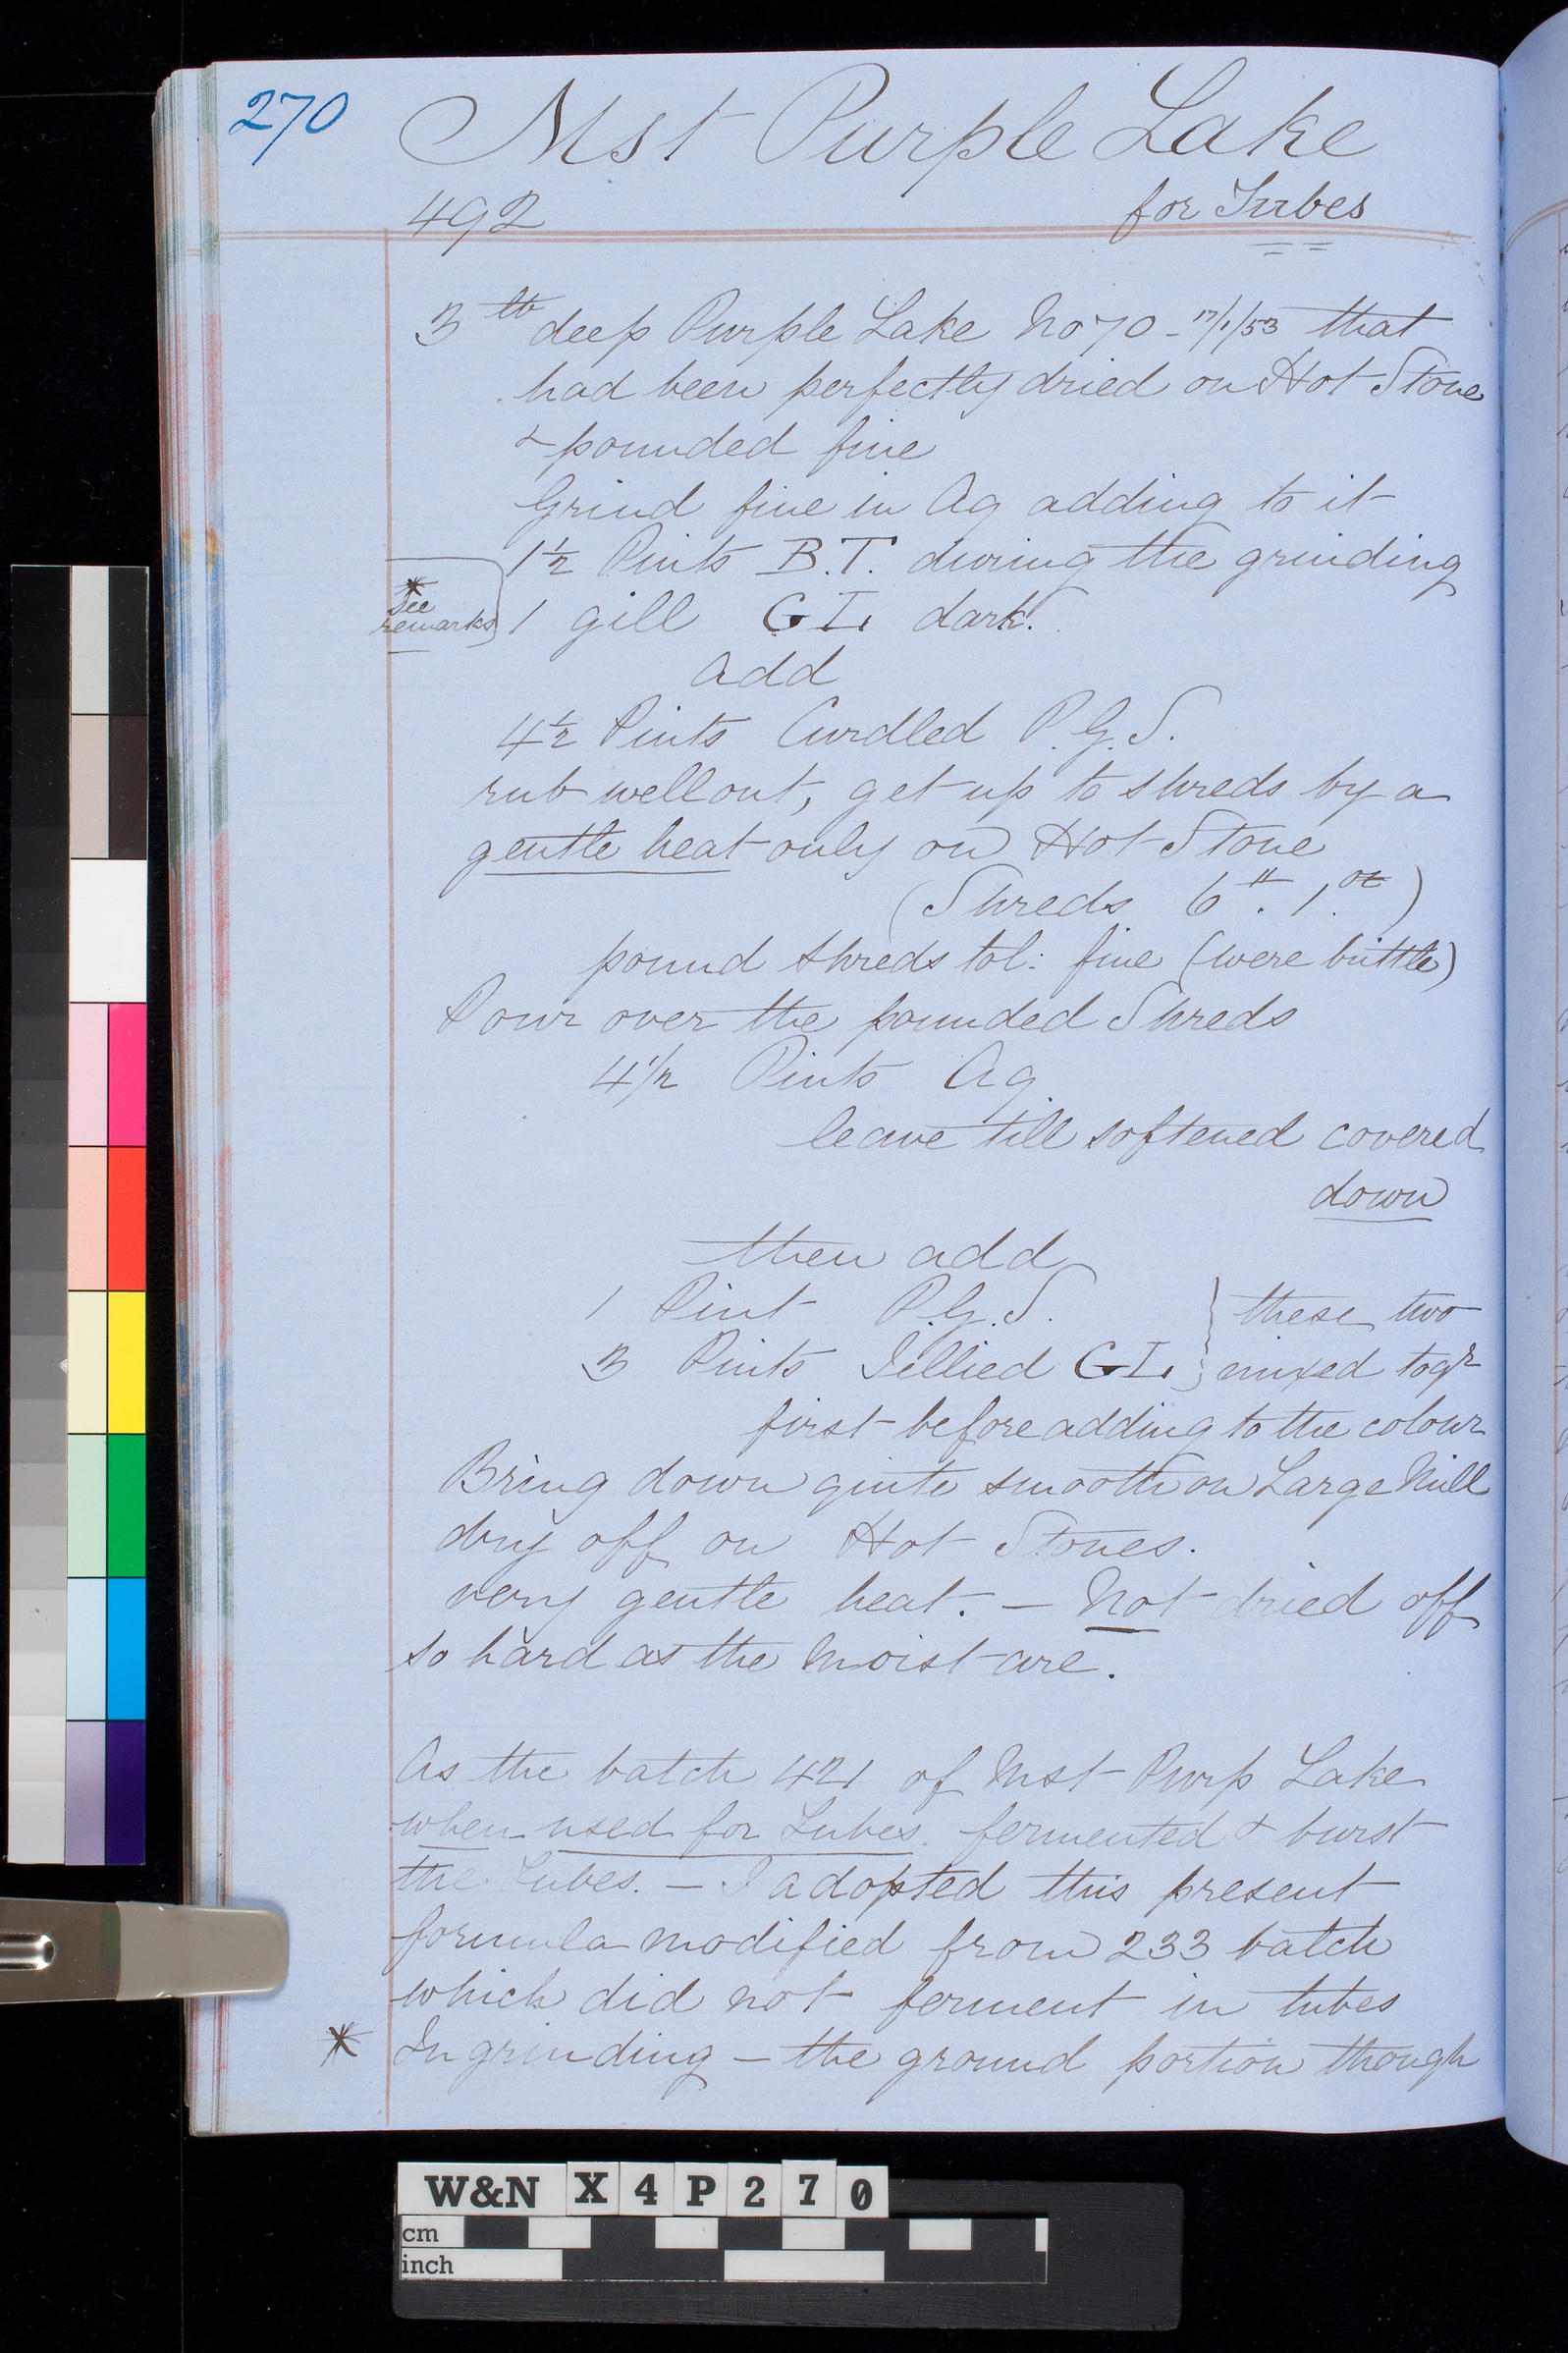 270
Mst Purple Lake
492
for Tubes
3 lb deep Purple Lake No 70 - 17/1/53 that
had been perfectly dried on Hot Stone
& pounded fine
Grind fine in Aq adding to it
1½ Pints B.T. during the grinding
* See remarks
1 gill GL dark.
add
4½ Pints Curdled P.G.S.
rub well out, get up to shreds by a
gentle heat only on Hot Stone
(Shreds 6 lb. 1. oz)
pound shreds tol: fine (were brittle)
Pour over the pounded Shreds
4½ Pints Aq
leave till softened covered
down
then add
1 Pint P.G.S. } these two
3 Pints Jellied GL } mixed togr
first before adding to the colour
Bring down quite smooth on Large Mill
dry off on Hot Stones.
very gentle heat. — Not dried off
so hard as the Moist are.
As the batch 421 of Mst Purp Lake
when used for Tubes. fermented & burst
the Tubes. — I adopted this present
formula modified from 233 batch
which did not ferment in tubes
* In grinding — the ground portion though
W&N X4P270
cm
inch